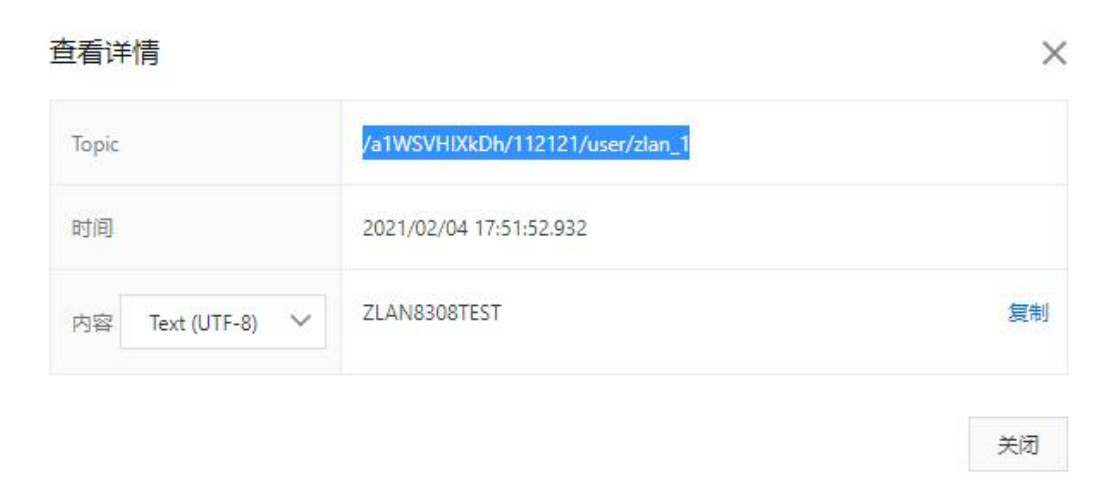 查看详情
Topic /a1WSVHlXkDh/112121/user/zlan_1
时间 2021/02/04 17:51:52.932
内容 Text (UTF-8) ZLAN8308TEST 复制
关闭